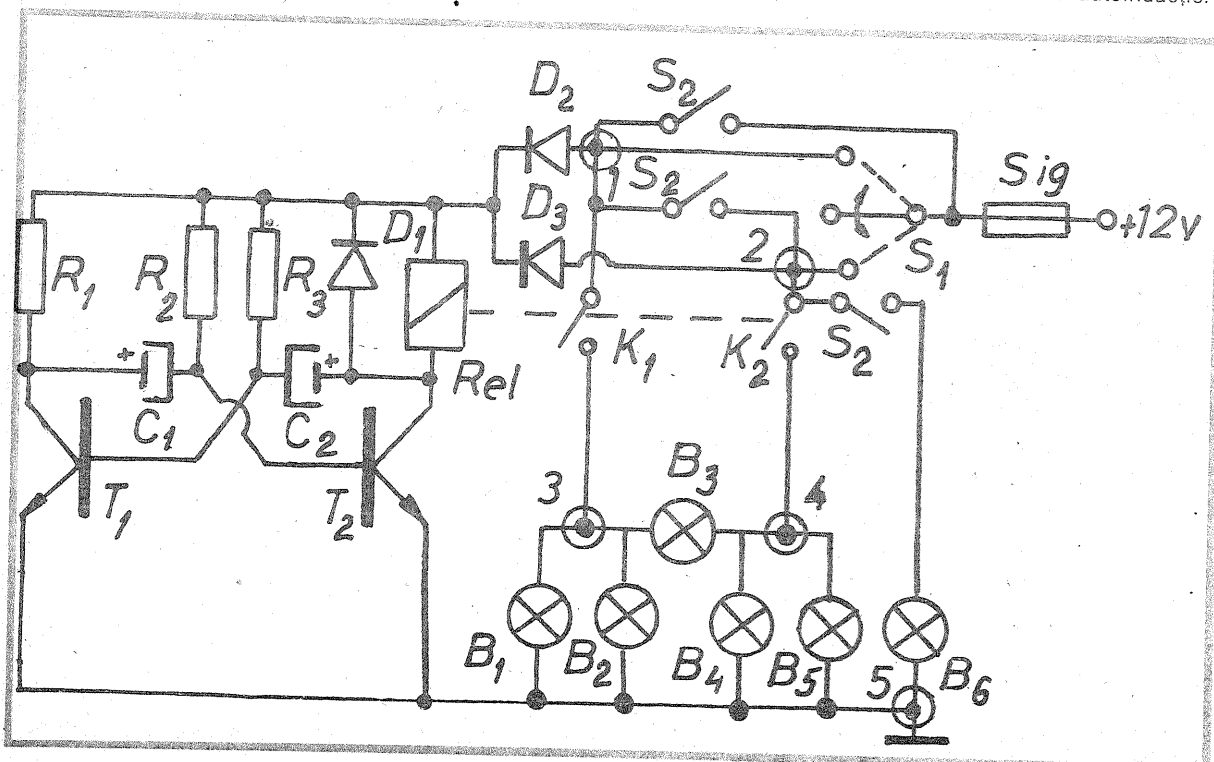 D₂
S₂
1
S₂
Sig
+12v
D₁
D₃
2
S₁
R₁
R₂
R₃
+
+
Rel
K₁
K₂
S₂
C₁
C₂
T₁
T₂
3
B₃
4
B₁
B₂
B₄
B₅
5
B₆